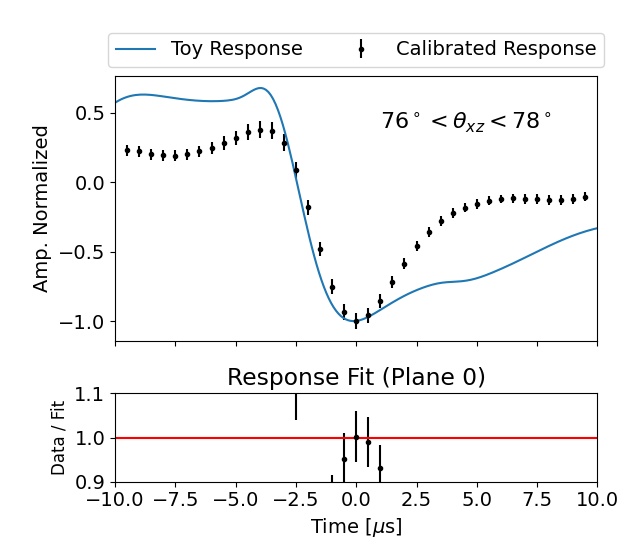 Toy Response Calibrated Response
76° < θxz < 78°
Amp. Normalized
0.5
0.0
−0.5
−1.0
Response Fit (Plane 0)
Data / Fit
1.1
1.0
0.9
−10.0 −7.5 −5.0 −2.5 0.0 2.5 5.0 7.5 10.0
Time [μs]